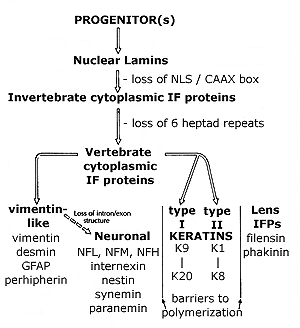 PROGENITOR(s)
Nuclear Lamins
- loss of NLS / CAAX box
Invertebrate cytoplasmic IF proteins
- loss of 6 heptad repeats
Vertebrate
cytoplasmic
IF proteins
vimentin-
like
vimentin
desmin
GFAP
perhipherin
Loss of intron/exon
structure
Neuronal
NFL, NFM, NFH
internexin
nestin
synemin
paranemin
type type
I II
KERATINS
K9 K1
K20 K8
barriers to
polymerization
Lens
IFPs
filensin
phakinin